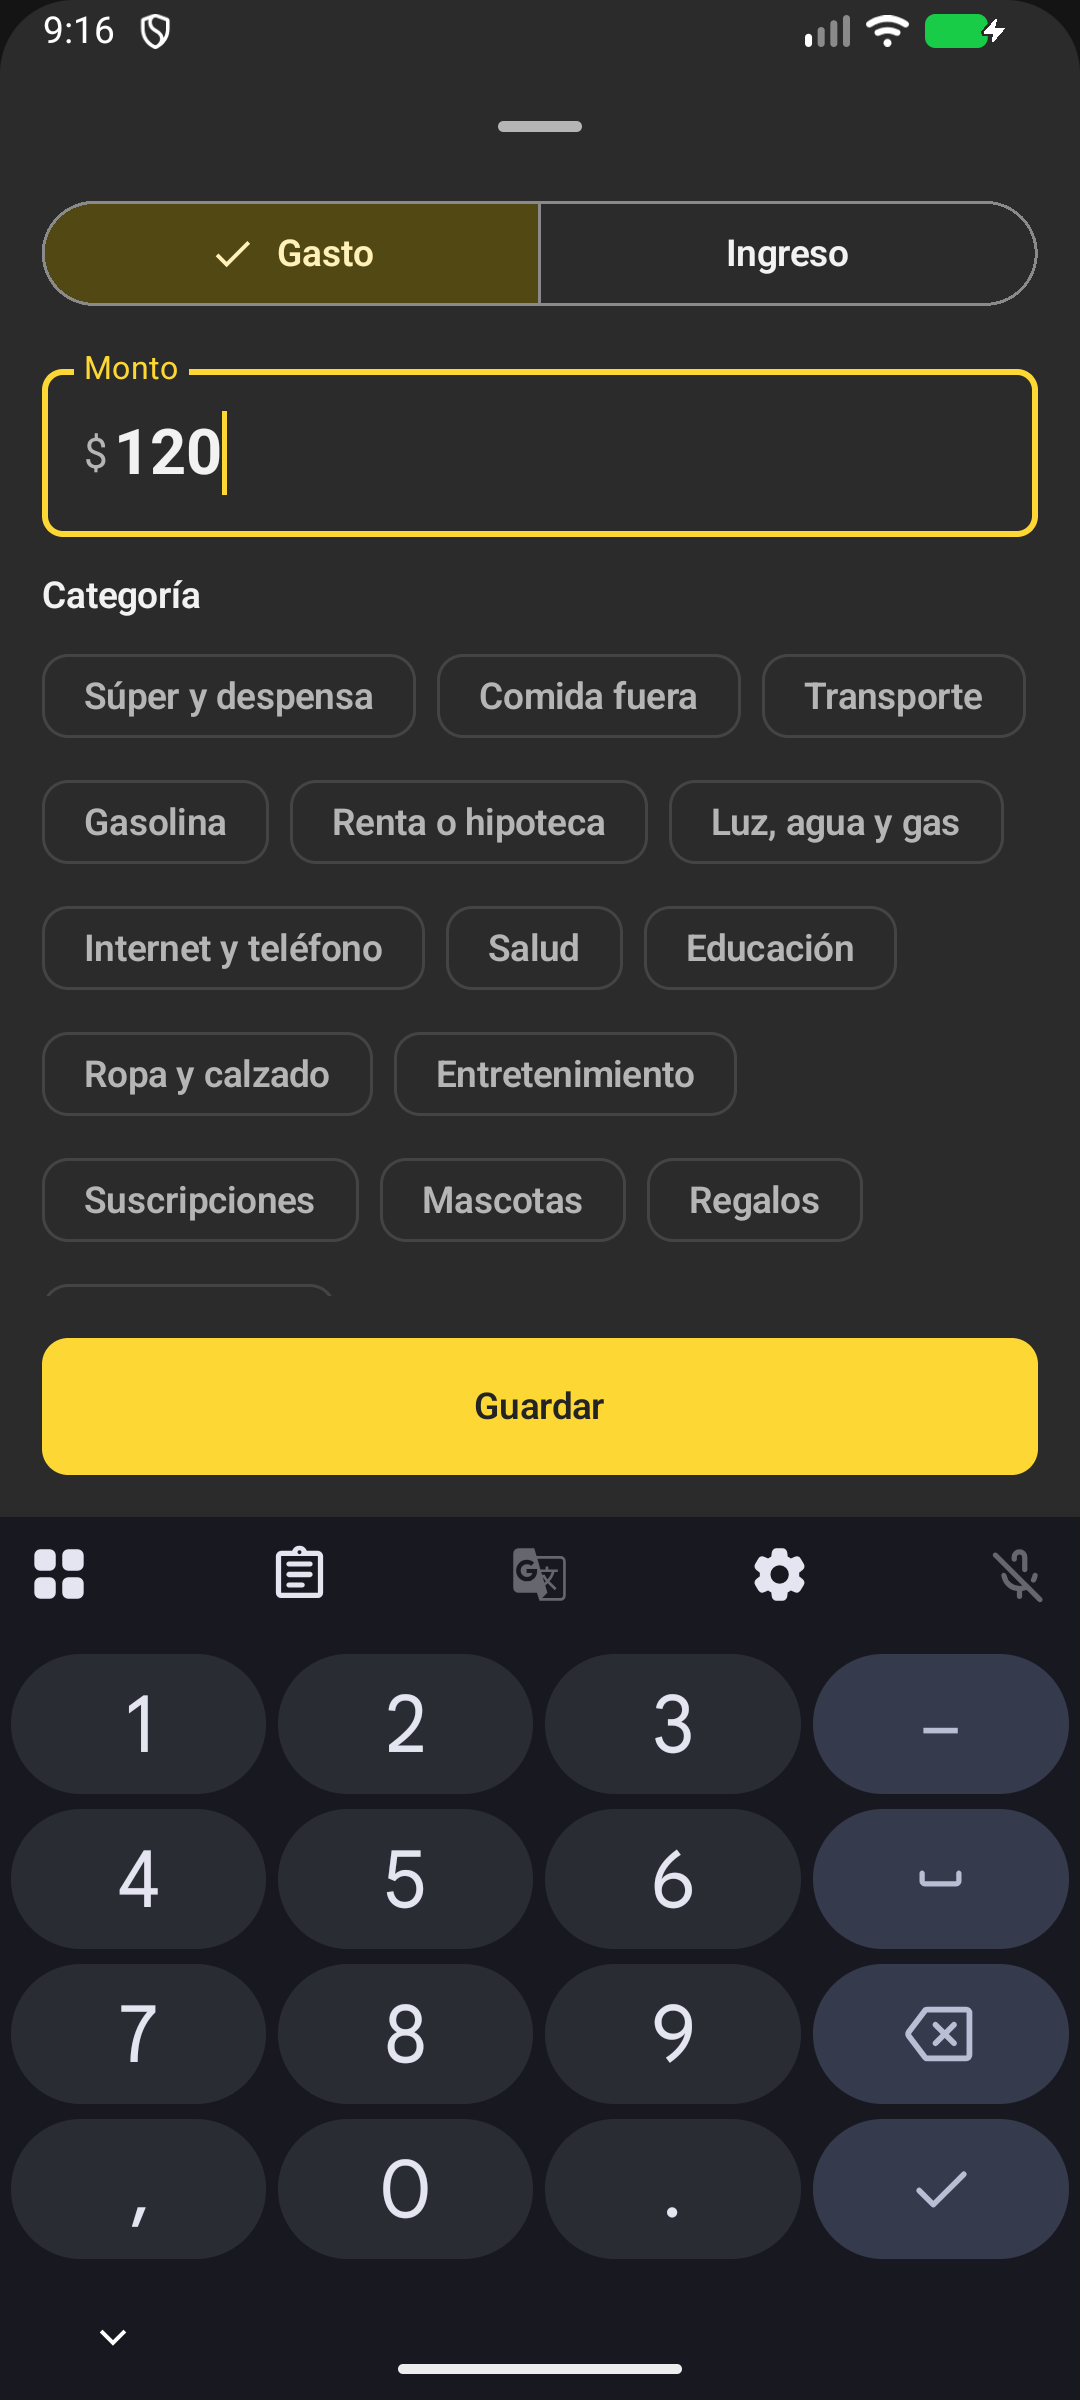 9:16
Gasto Ingreso
Monto
$ 120
Categoría
Súper y despensa Comida fuera Transporte
Gasolina Renta o hipoteca Luz, agua y gas
Internet y teléfono Salud Educación
Ropa y calzado Entretenimiento
Suscripciones Mascotas Regalos
Guardar
1 2 3 –
4 5 6
7 8 9
, 0 .